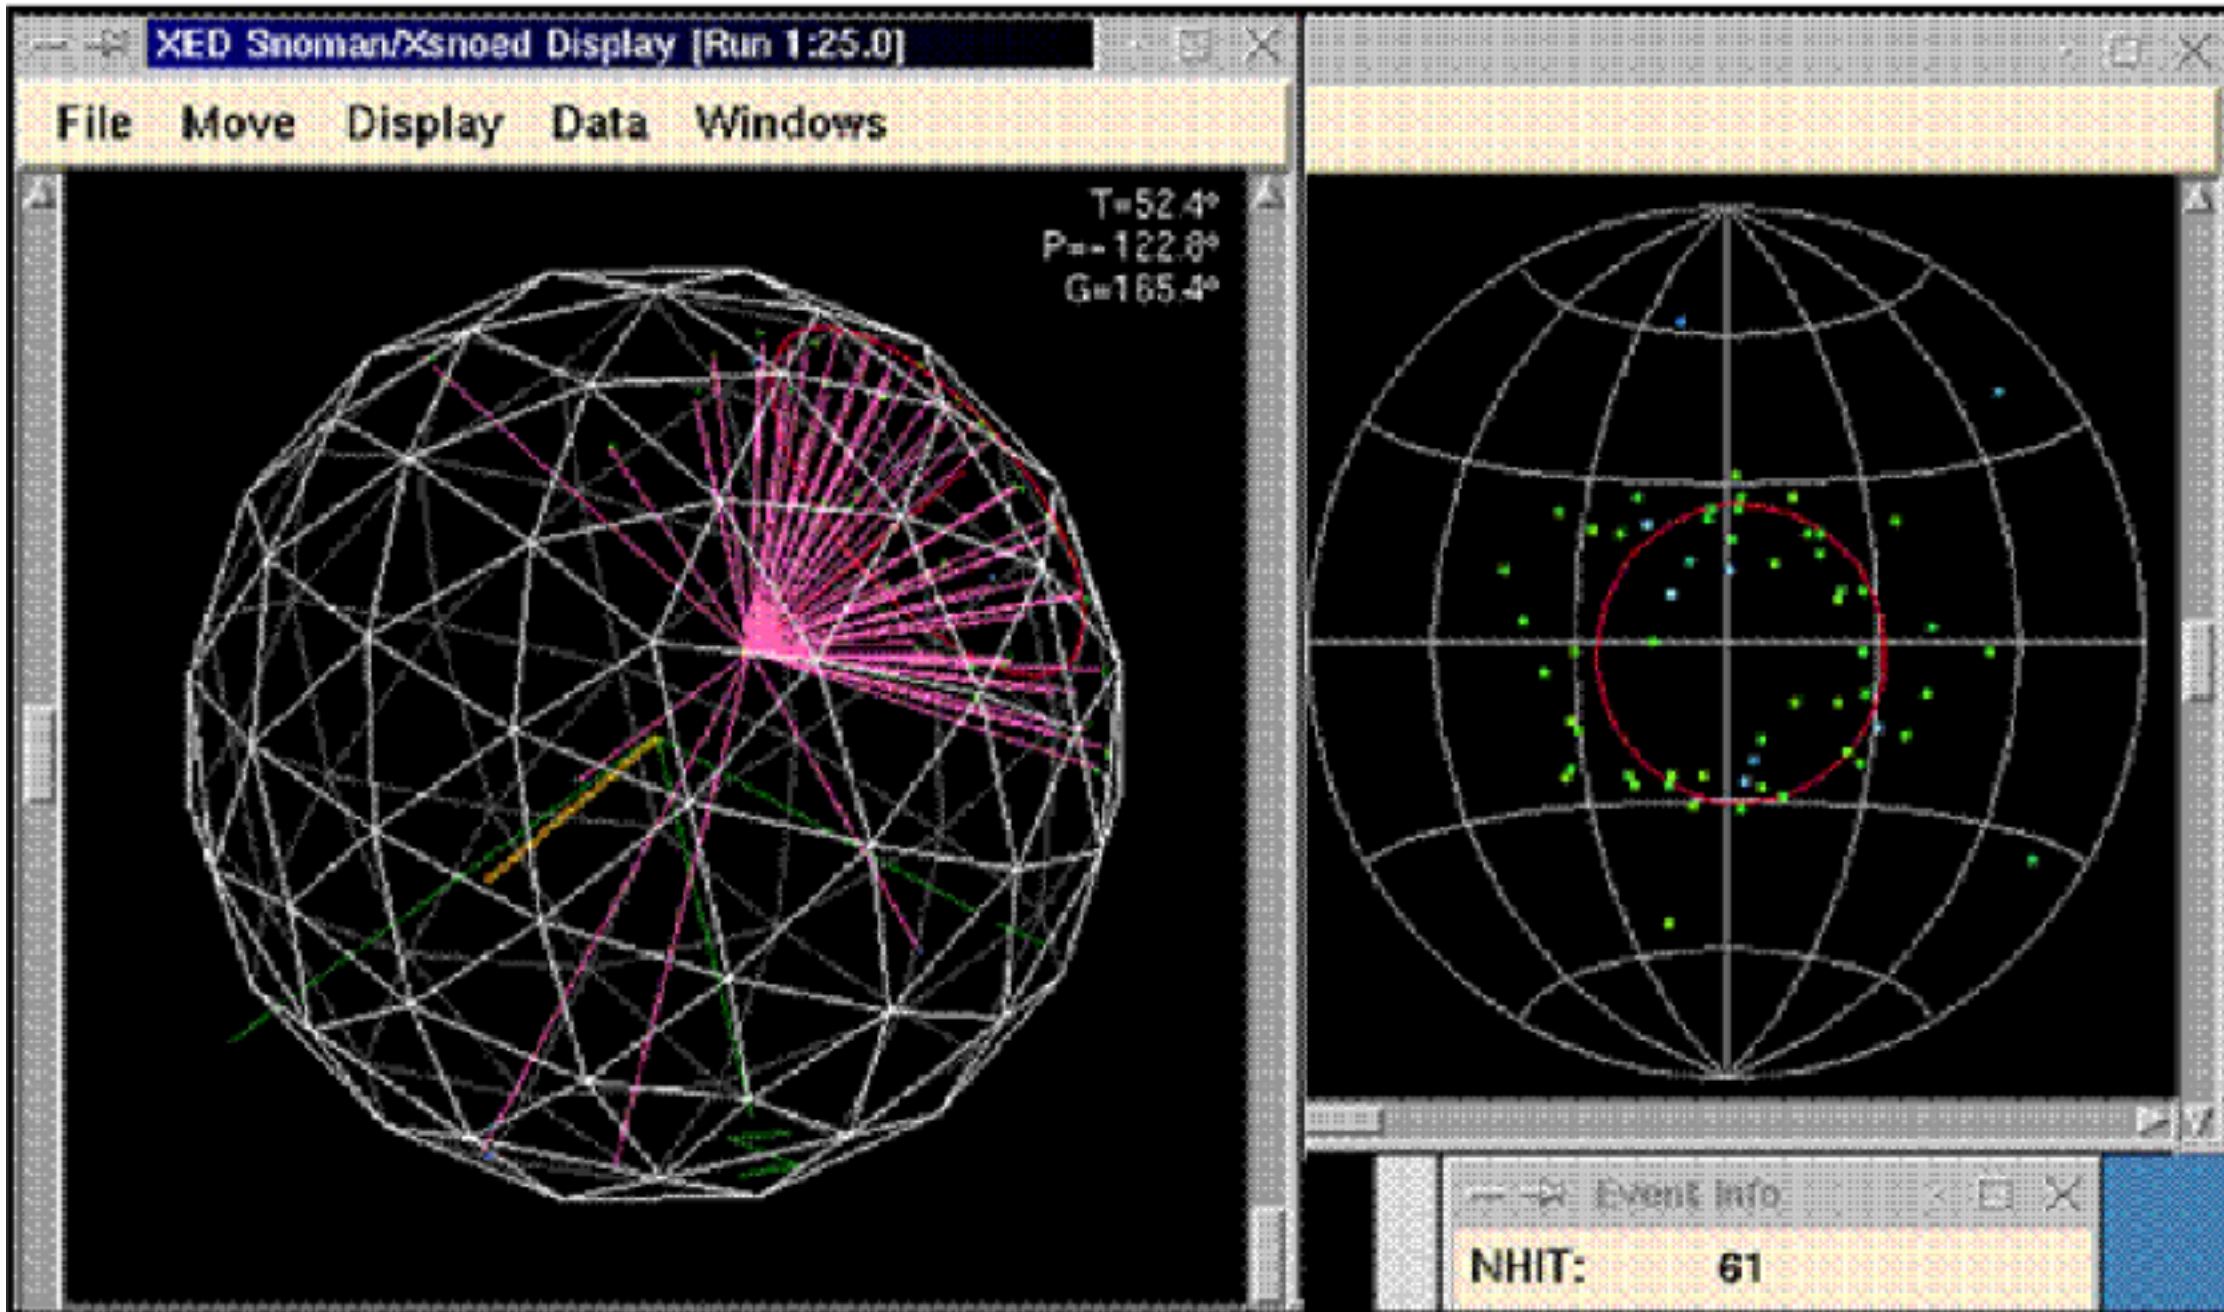 XED Snoman/Xsnoed Display [Run 1:25.0]
File Move Display Data Windows
T=52.4°
P=-122.8°
G=165.4°
Event Info
NHIT: 61